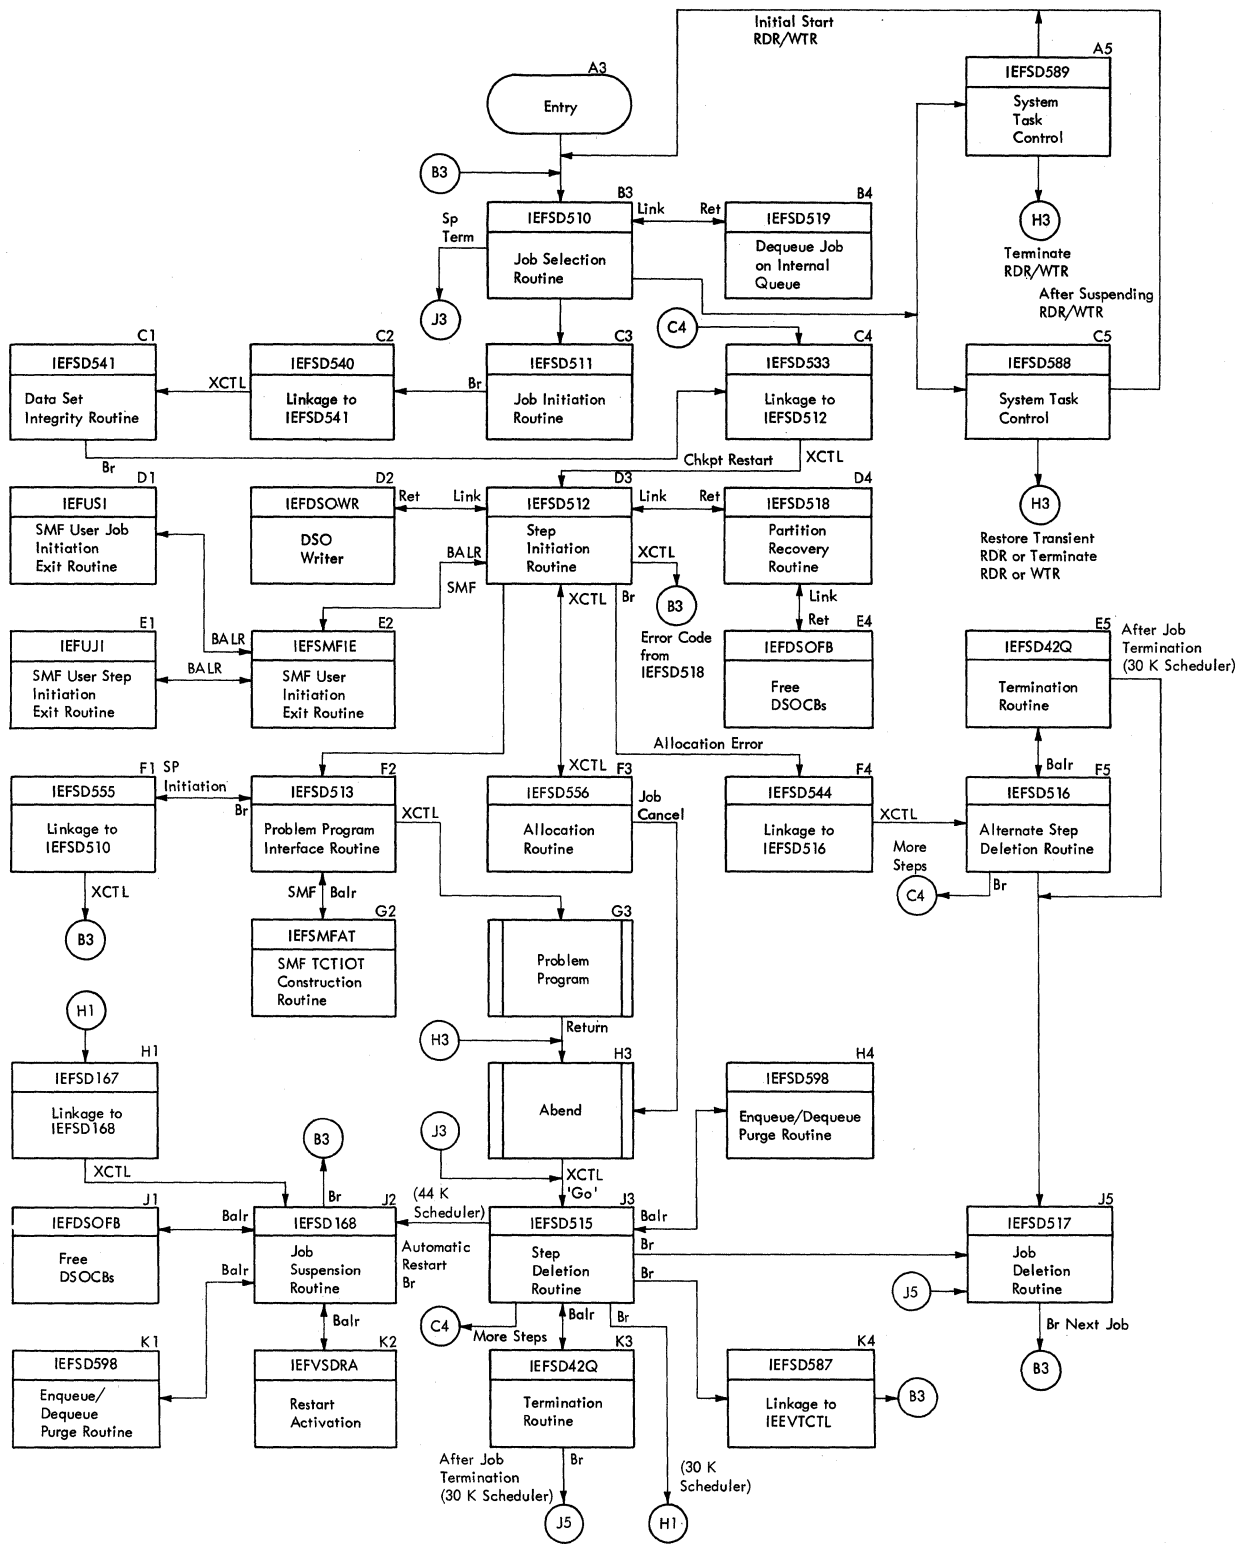 Initial Start
RDR/WTR
A5
IEFSD589
System
Task
Control
A3
Entry
B3
B3
IEFSD510
Job Selection
Routine
Sp
Term
J3
Link
Ret
B4
IEFSD519
Dequeue Job
on Internal
Queue
H3
Terminate
RDR/WTR
After Suspending
RDR/WTR
C1
IEFSD541
Data Set
Integrity Routine
XCTL
C2
IEFSD540
Linkage to
IEFSD541
Br
C3
IEFSD511
Job Initiation
Routine
C4
C4
IEFSD533
Linkage to
IEFSD512
C5
IEFSD588
System Task
Control
Br
Chkpt Restart
XCTL
D1
IEFUSI
SMF User Job
Initiation
Exit Routine
D2
IEFDSOWR
DSO
Writer
Ret
Link
D3
IEFSD512
Step
Initiation
Routine
Link
Ret
D4
IEFSD518
Partition
Recovery
Routine
H3
Restore Transient
RDR or Terminate
RDR or WTR
BALR
SMF
XCTL
B3
Error Code
from
IEFSD518
XCTL
Br
Link
Ret
E1
IEFUJI
SMF User Step
Initiation
Exit Routine
BALR
BALR
E2
IEFSMFIE
SMF User
Initiation
Exit Routine
E4
IEFDSOFB
Free
DSOCBs
E5
IEFSD42Q
Termination
Routine
After Job
Termination
(30 K Scheduler)
Allocation Error
XCTL
Balr
F1
IEFSD555
Linkage to
IEFSD510
SP
Initiation
Br
F2
IEFSD513
Problem Program
Interface Routine
XCTL
F3
IEFSD556
Allocation
Routine
Job
Cancel
F4
IEFSD544
Linkage to
IEFSD516
XCTL
F5
IEFSD516
Alternate Step
Deletion Routine
More
Steps
Br
C4
XCTL
B3
SMF
Balr
G2
IEFSMFAT
SMF TCTIOT
Construction
Routine
G3
Problem
Program
Return
H1
H1
IEFSD167
Linkage to
IEFSD168
XCTL
H3
H3
Abend
H4
IEFSD598
Enqueue/Dequeue
Purge Routine
B3
Br
J3
XCTL
'Go'
J1
IEFDSOFB
Free
DSOCBs
Balr
Balr
J2
IEFSD168
Job
Suspension
Routine
(44 K
Scheduler)
Automatic
Restart
Br
J3
IEFSD515
Step
Deletion
Routine
Balr
Br
Br
J5
IEFSD517
Job
Deletion
Routine
J5
Br Next Job
B3
Balr
C4
More Steps
Balr
Br
K1
IEFSD598
Enqueue/
Dequeue
Purge Routine
K2
IEFVSDRA
Restart
Activation
K3
IEFSD42Q
Termination
Routine
K4
IEFSD587
Linkage to
IEEVTCTL
B3
After Job
Termination
(30 K Scheduler)
Br
J5
(30 K
Scheduler)
H1